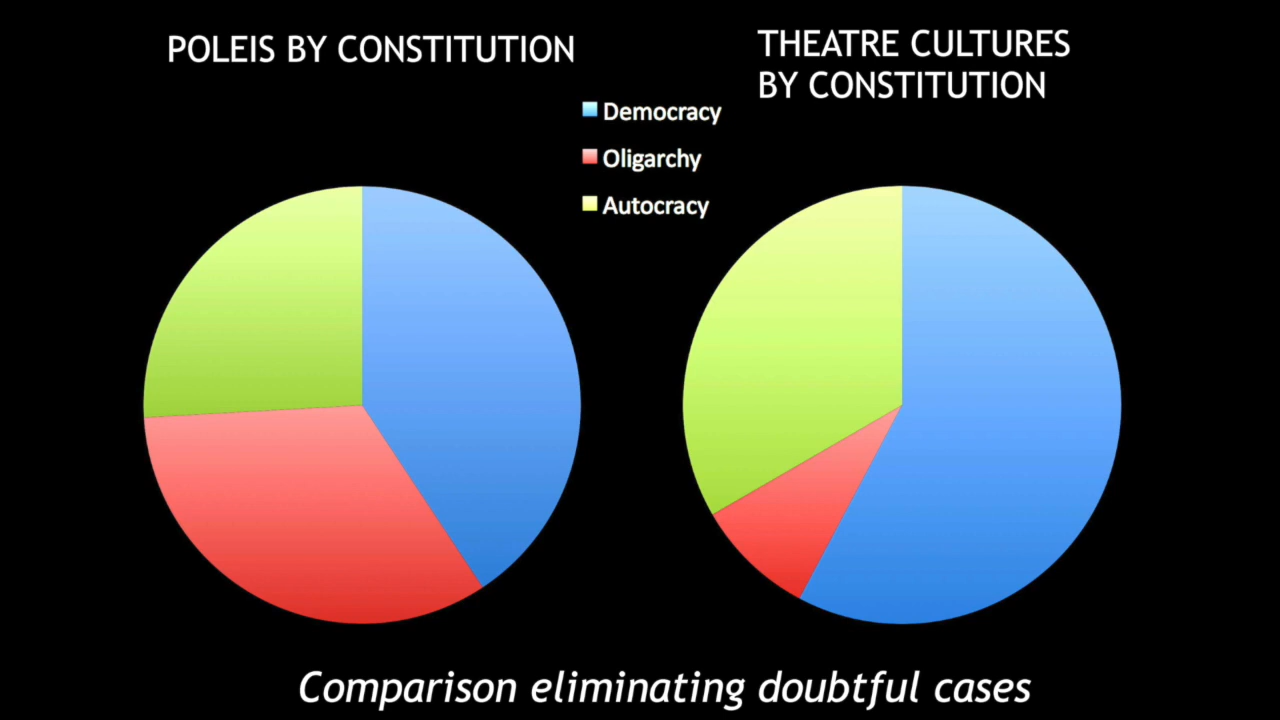 POLEIS BY CONSTITUTION
THEATRE CULTURES
BY CONSTITUTION
Democracy
Oligarchy
Autocracy
Comparison eliminating doubtful cases